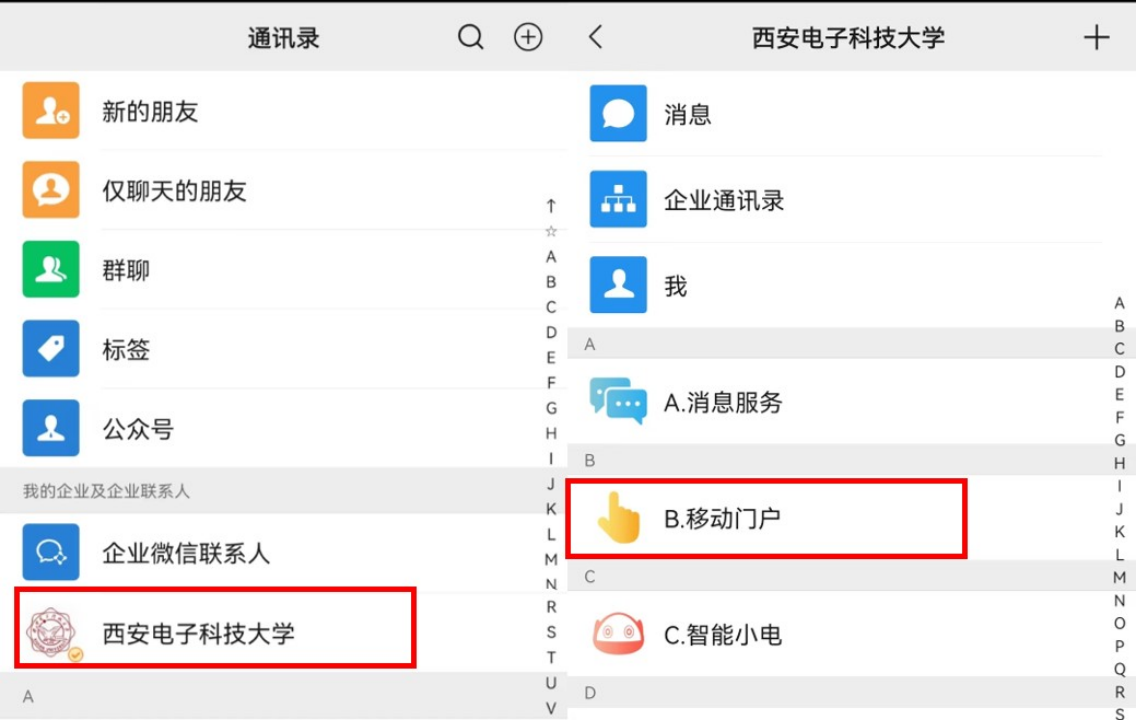 通讯录
新的朋友
仅聊天的朋友
群聊
标签
公众号
我的企业及企业联系人
企业微信联系人
西安电子科技大学
A
↑
☆
A
B
C
D
E
F
G
H
I
J
K
L
M
N
R
S
T
U
V
西安电子科技大学
消息
企业通讯录
我
A
A.消息服务
B
B.移动门户
C
C.智能小电
D
A
B
C
D
E
F
G
H
I
J
K
L
M
N
O
P
Q
R
S